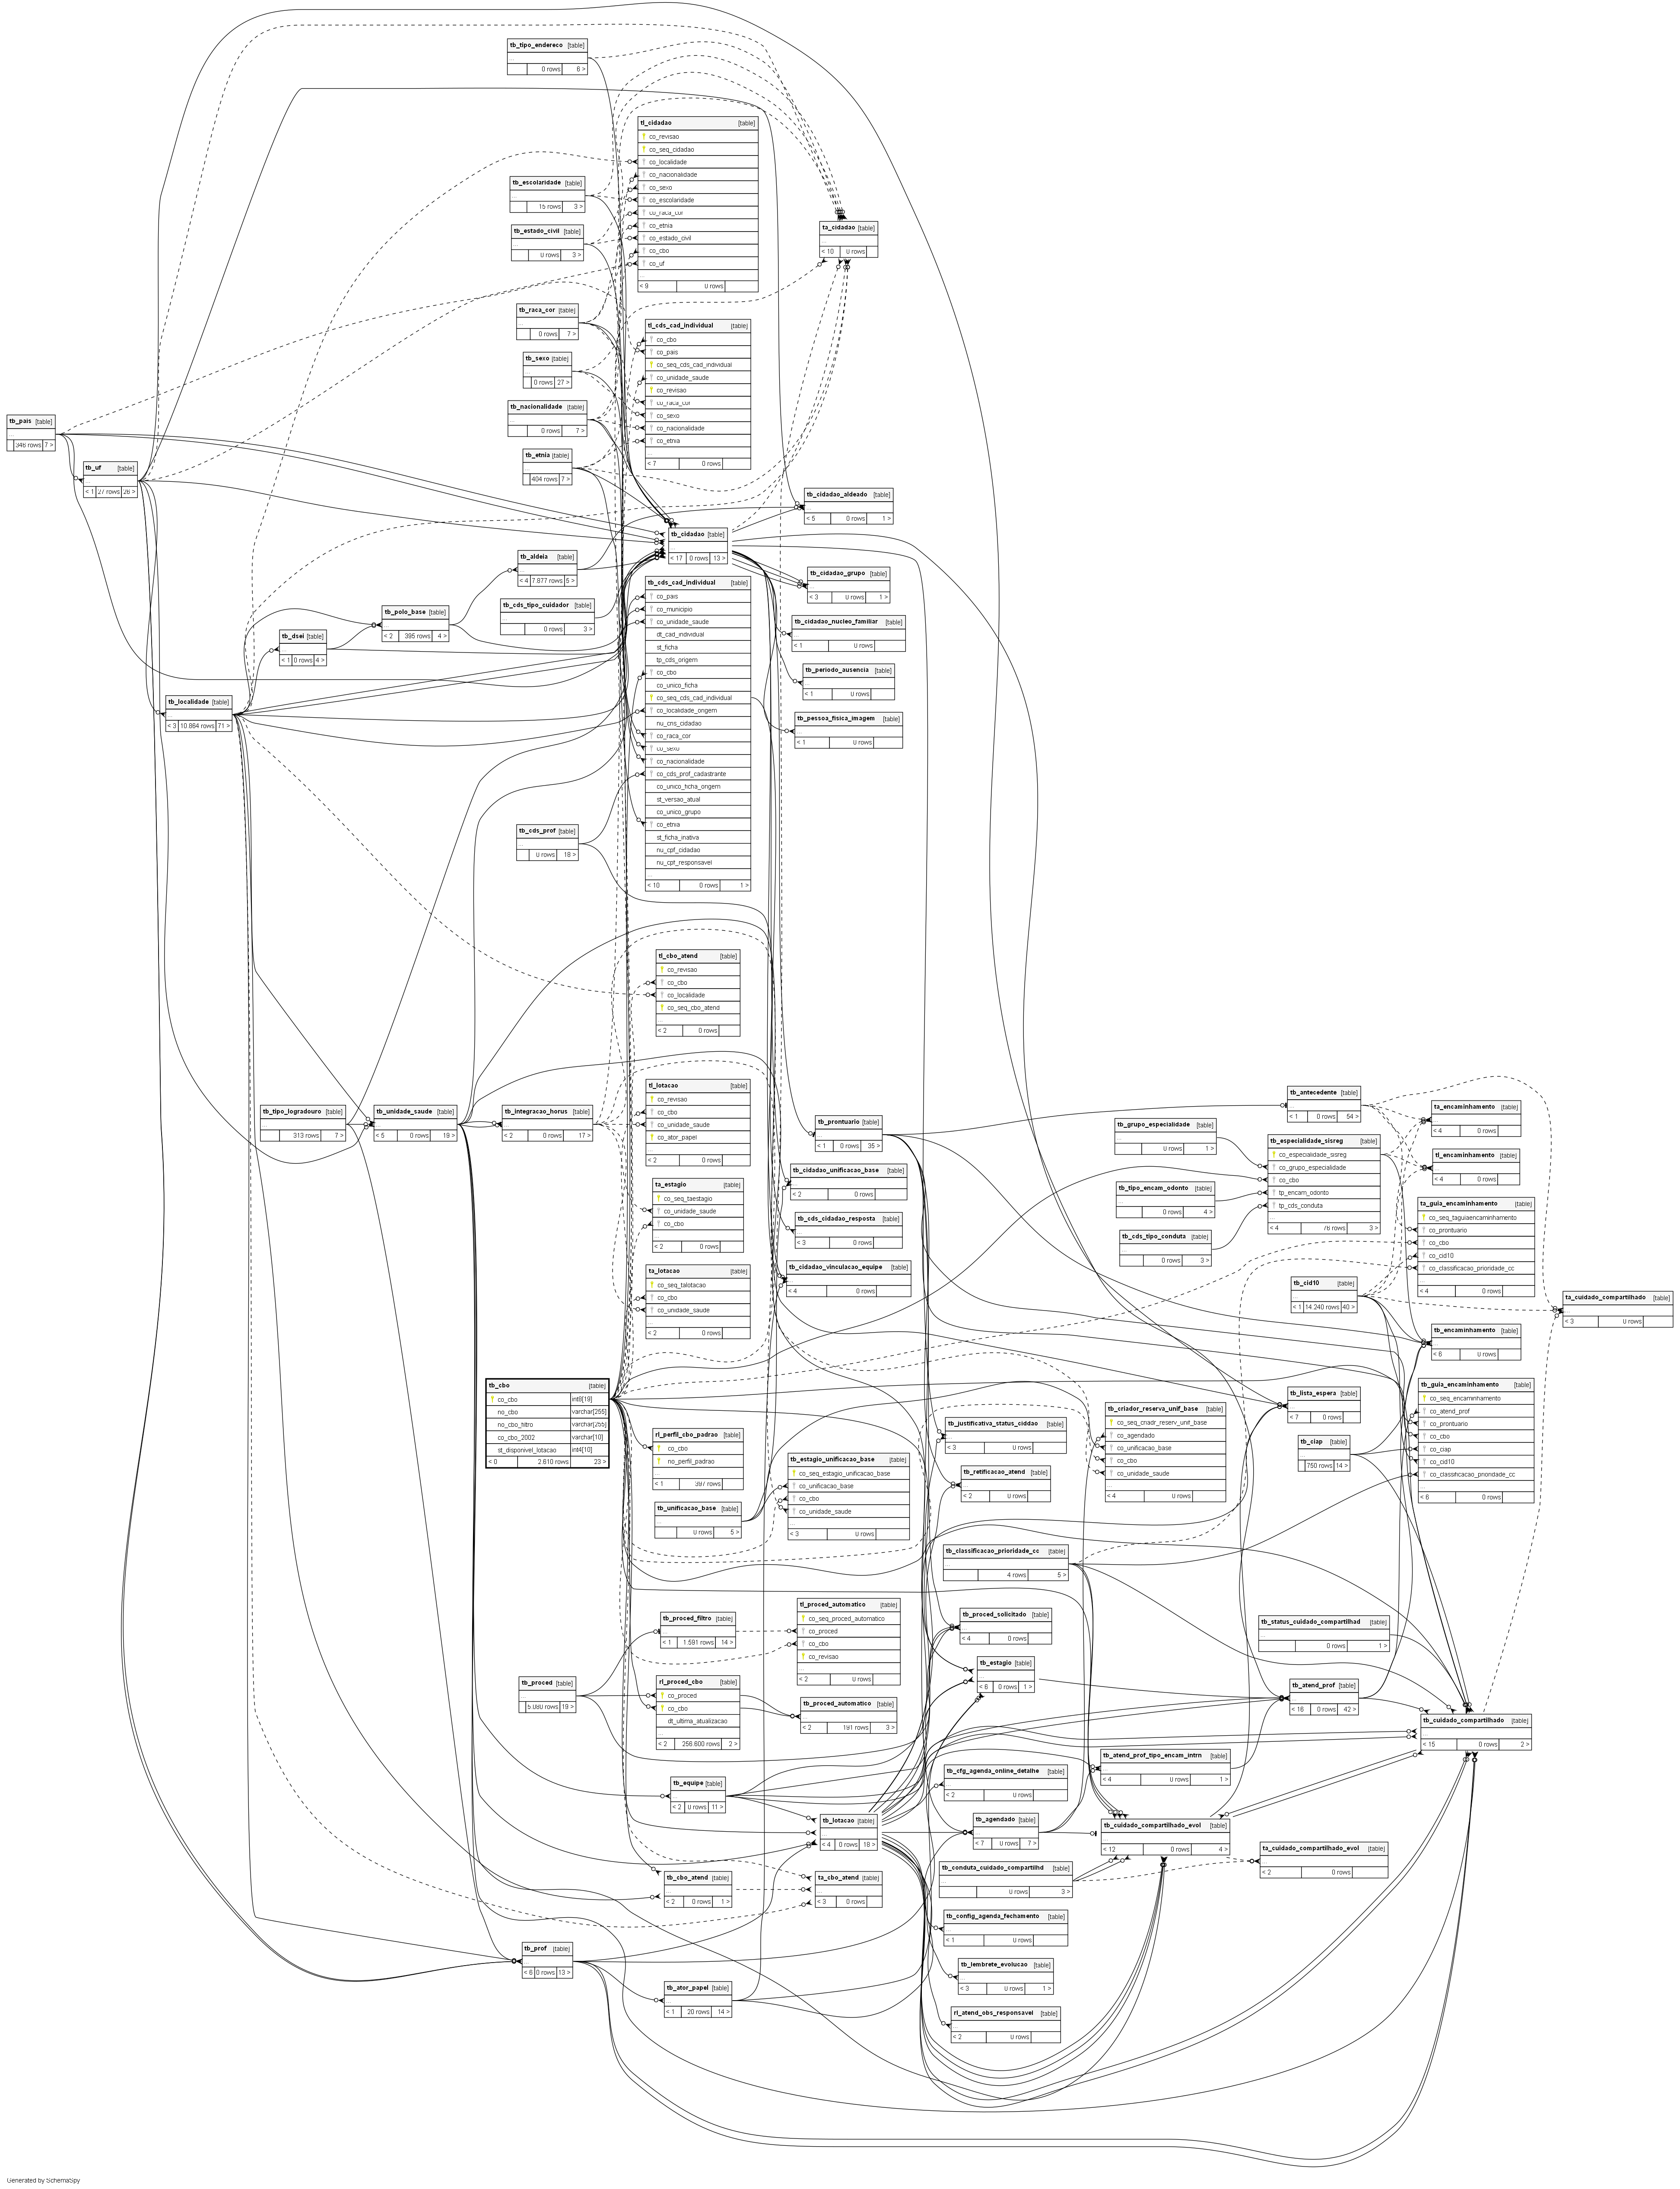 tb_tipo_endereco [table]
...
0 rows 6 >
tl_cidadao [table]
co_revisao
co_seq_cidadao
co_localidade
co_nacionalidade
co_sexo
co_escolaridade
co_raca_cor
co_etnia
co_estado_civil
co_cbo
co_uf
...
< 9 0 rows
tb_escolaridade [table]
...
15 rows 3 >
tb_estado_civil [table]
...
0 rows 3 >
ta_cidadao [table]
...
< 10 0 rows
tb_raca_cor [table]
...
0 rows 7 >
tb_sexo [table]
...
0 rows 27 >
tb_nacionalidade [table]
...
0 rows 7 >
tb_etnia [table]
...
404 rows 7 >
tl_cds_cad_individual [table]
co_cbo
co_pais
co_seq_cds_cad_individual
co_unidade_saude
co_revisao
co_raca_cor
co_sexo
co_nacionalidade
co_etnia
...
< 7 0 rows
tb_pais [table]
...
346 rows 7 >
tb_uf [table]
...
< 1 27 rows 26 >
tb_cidadao_aldeado [table]
...
< 5 0 rows 1 >
tb_cidadao [table]
...
< 17 0 rows 13 >
tb_aldeia [table]
...
< 4 7.877 rows 5 >
tb_cidadao_grupo [table]
...
< 3 0 rows 1 >
tb_cds_tipo_cuidador [table]
...
0 rows 3 >
tb_polo_base [table]
...
< 2 395 rows 4 >
tb_dsei [table]
...
< 1 0 rows 4 >
tb_cidadao_nucleo_familiar [table]
...
< 1 0 rows
tb_periodo_ausencia [table]
...
< 1 0 rows
tb_pessoa_fisica_imagem [table]
...
< 1 0 rows
tb_localidade [table]
...
< 3 10.864 rows 71 >
tb_cds_cad_individual [table]
co_pais
co_municipio
co_unidade_saude
dt_cad_individual
st_ficha
tp_cds_origem
co_cbo
co_unico_ficha
co_seq_cds_cad_individual
co_localidade_origem
nu_cns_cidadao
co_raca_cor
co_sexo
co_nacionalidade
co_cds_prof_cadastrante
co_unico_ficha_origem
st_versao_atual
co_unico_grupo
co_etnia
st_ficha_inativa
nu_cpf_cidadao
nu_cpf_responsavel
...
< 10 0 rows 1 >
tb_cds_prof [table]
...
0 rows 18 >
tl_cbo_atend [table]
co_revisao
co_cbo
co_localidade
co_seq_cbo_atend
...
< 2 0 rows
tb_tipo_logradouro [table]
...
313 rows 7 >
tb_unidade_saude [table]
...
< 5 0 rows 19 >
tb_integracao_horus [table]
...
< 2 0 rows 17 >
tl_lotacao [table]
co_revisao
co_cbo
co_unidade_saude
co_ator_papel
...
< 2 0 rows
tb_prontuario [table]
...
< 1 0 rows 35 >
tb_antecedente [table]
...
< 1 0 rows 54 >
ta_encaminhamento [table]
...
< 4 0 rows
tb_grupo_especialidade [table]
...
0 rows 1 >
tb_especialidade_sisreg [table]
co_especialidade_sisreg
co_grupo_especialidade
co_cbo
tp_encam_odonto
tp_cds_conduta
...
< 4 76 rows 3 >
tl_encaminhamento [table]
...
< 4 0 rows
tb_cidadao_unificacao_base [table]
...
< 2 0 rows
ta_estagio [table]
co_seq_taestagio
co_unidade_saude
co_cbo
...
< 2 0 rows
tb_tipo_encam_odonto [table]
...
0 rows 4 >
ta_guia_encaminhamento [table]
co_seq_taguiaencaminhamento
co_prontuario
co_cbo
co_cid10
co_classificacao_prioridade_cc
...
< 4 0 rows
tb_cds_cidadao_resposta [table]
...
< 3 0 rows
tb_cds_tipo_conduta [table]
...
0 rows 3 >
ta_lotacao [table]
co_seq_talotacao
co_cbo
co_unidade_saude
...
< 2 0 rows
tb_cidadao_vinculacao_equipe [table]
...
< 4 0 rows
tb_cid10 [table]
...
< 1 14.240 rows 40 >
ta_cuidado_compartilhado [table]
...
< 3 0 rows
tb_encaminhamento [table]
...
< 6 0 rows
tb_cbo [table]
co_cbo int8[19]
no_cbo varchar[255]
no_cbo_filtro varchar[255]
co_cbo_2002 varchar[10]
st_disponivel_lotacao int4[10]
< 0 2.610 rows 23 >
tb_lista_espera [table]
...
< 7 0 rows
tb_guia_encaminhamento [table]
co_seq_encaminhamento
co_atend_prof
co_prontuario
co_cbo
co_ciap
co_cid10
co_classificacao_prioridade_cc
...
< 6 0 rows
tb_criador_reserva_unif_base [table]
co_seq_criadr_reserv_unif_base
co_agendado
co_unificacao_base
co_cbo
co_unidade_saude
...
< 4 0 rows
tb_justificativa_status_ciddao [table]
...
< 3 0 rows
rl_perfil_cbo_padrao [table]
co_cbo
no_perfil_padrao
...
< 1 397 rows
tb_ciap [table]
...
750 rows 14 >
tb_estagio_unificacao_base [table]
co_seq_estagio_unificacao_base
co_unificacao_base
co_cbo
co_unidade_saude
...
< 3 0 rows
tb_retificacao_atend [table]
...
< 2 0 rows
tb_unificacao_base [table]
...
0 rows 5 >
tb_classificacao_prioridade_cc [table]
...
4 rows 5 >
tl_proced_automatico [table]
co_seq_proced_automatico
co_proced
co_cbo
co_revisao
...
< 2 0 rows
tb_proced_filtro [table]
...
< 1 1.591 rows 14 >
tb_proced_solicitado [table]
...
< 4 0 rows
tb_status_cuidado_compartilhad [table]
...
0 rows 1 >
tb_estagio [table]
...
< 6 0 rows 1 >
tb_proced [table]
...
5.080 rows 19 >
rl_proced_cbo [table]
co_proced
co_cbo
dt_ultima_atualizacao
...
< 2 256.600 rows 2 >
tb_proced_automatico [table]
...
< 2 191 rows 3 >
tb_atend_prof [table]
...
< 16 0 rows 42 >
tb_cuidado_compartilhado [table]
...
< 15 0 rows 2 >
tb_atend_prof_tipo_encam_intrn [table]
...
< 4 0 rows 1 >
tb_cfg_agenda_online_detalhe [table]
...
< 2 0 rows
tb_equipe [table]
...
< 2 0 rows 11 >
tb_lotacao [table]
...
< 4 0 rows 18 >
tb_agendado [table]
...
< 7 0 rows 7 >
tb_cuidado_compartilhado_evol [table]
...
< 12 0 rows 4 >
ta_cuidado_compartilhado_evol [table]
...
< 2 0 rows
tb_conduta_cuidado_compartilhd [table]
...
0 rows 3 >
tb_cbo_atend [table]
...
< 2 0 rows 1 >
ta_cbo_atend [table]
...
< 3 0 rows
tb_config_agenda_fechamento [table]
...
< 1 0 rows
tb_prof [table]
...
< 6 0 rows 13 >
tb_lembrete_evolucao [table]
...
< 3 0 rows 1 >
tb_ator_papel [table]
...
< 1 20 rows 14 >
rl_atend_obs_responsavel [table]
...
< 2 0 rows
Generated by SchemaSpy